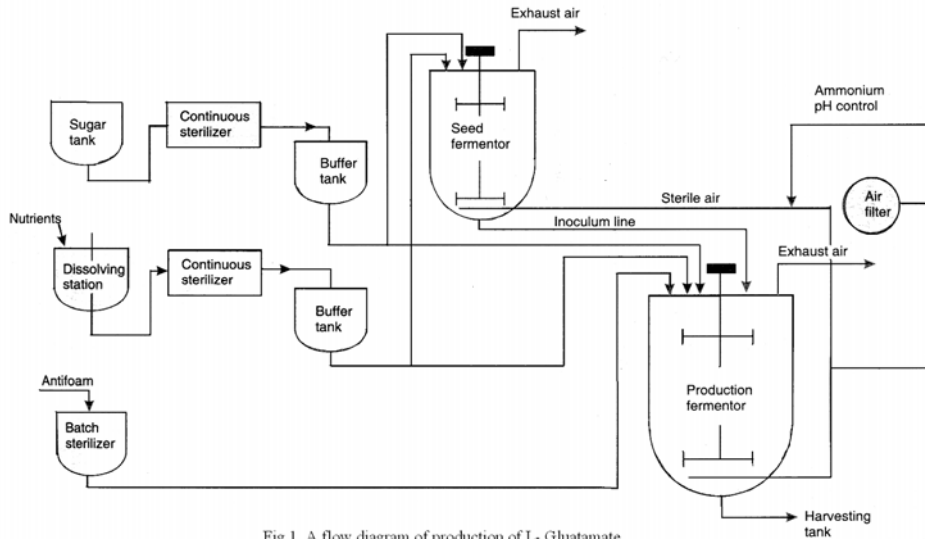 Exhaust air
Ammonium
pH control
Sugar
tank
Continuous
sterilizer
Seed
fermentor
Buffer
tank
Air
filter
Sterile air
Nutrients
Inoculum line
Exhaust air
Dissolving
station
Continuous
sterilizer
Buffer
tank
Antifoam
Production
fermentor
Batch
sterilizer
Harvesting
tank
Fig 1. A flow diagram of production of L- Gluatamate